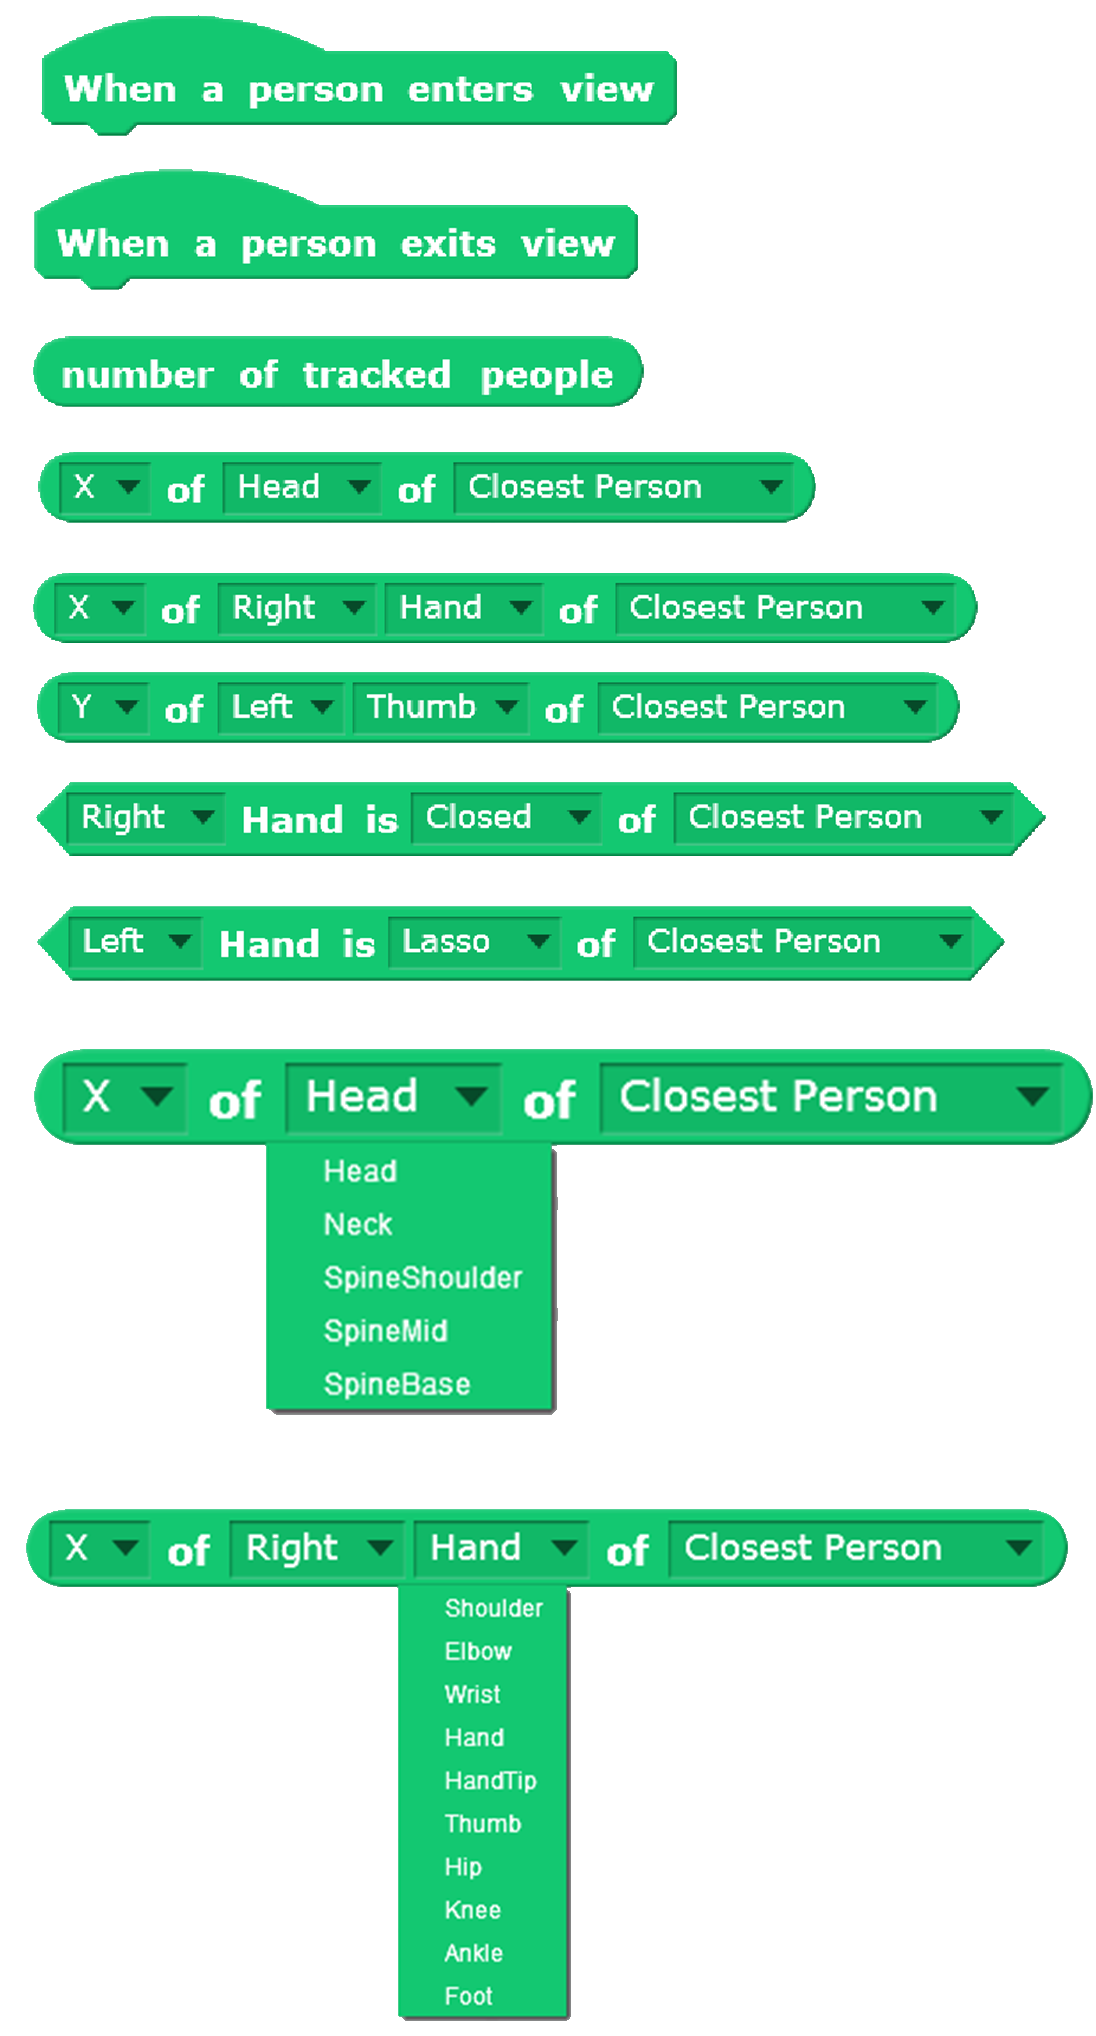 When a person enters view
When a person exits view
number of tracked people
X of Head of Closest Person
X of Right Hand of Closest Person
Y of Left Thumb of Closest Person
Right Hand is Closed of Closest Person
Left Hand is Lasso of Closest Person
X of Head of Closest Person
Head
Neck
SpineShoulder
SpineMid
SpineBase
X of Right Hand of Closest Person
Shoulder
Elbow
Wrist
Hand
HandTip
Thumb
Hip
Knee
Ankle
Foot